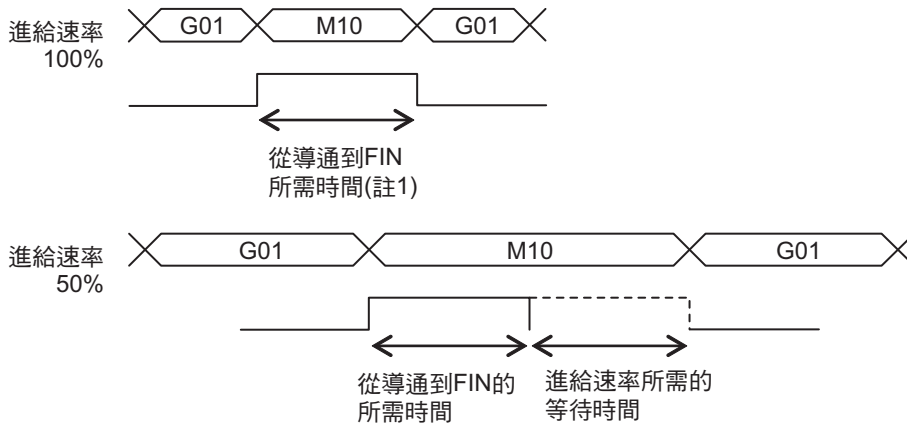 進給速率
100%
G01 M10 G01
從導通到FIN
所需時間(註1)
進給速率
50%
G01 M10 G01
從導通到FIN的
所需時間
進給速率所需的
等待時間